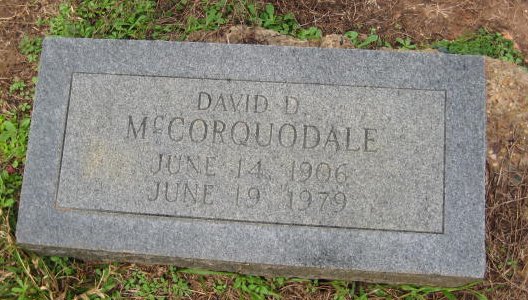 DAVID D.
McCORQUODALE
JUNE 14, 1906
JUNE 19, 1979